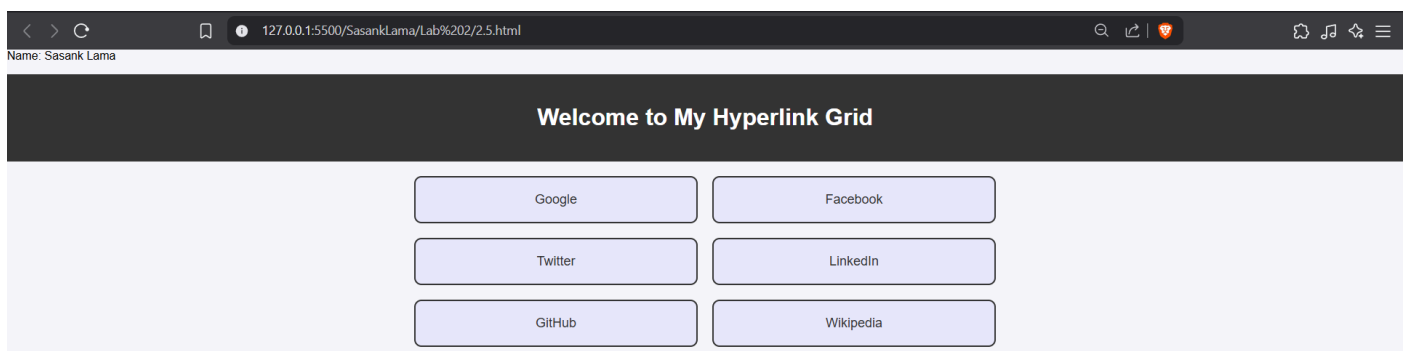 127.0.0.1:5500/SasankLama/Lab%202/2.5.html
Name: Sasank Lama
Welcome to My Hyperlink Grid
Google Facebook
Twitter LinkedIn
GitHub Wikipedia